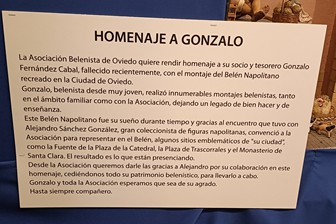 HOMENAJE A GONZALO
La Asociación Belenista de Oviedo quiere rendir homenaje a su socio y tesorero Gonzalo
Fernández Cabal, fallecido recientemente, con el montaje del Belén Napolitano
recreado en la Ciudad de Oviedo.
Gonzalo, belenista desde muy joven, realizó innumerables montajes belenistas, tanto
en el ámbito familiar como con la Asociación, dejando un legado de bien hacer y de
enseñanza.
Este Belén Napolitano fue su sueño durante tiempo y gracias al encuentro que tuvo con
Alejandro Sánchez González, gran coleccionista de figuras napolitanas, convenció a la
Asociación para representar en el Belén, algunos sitios emblemáticos de "su ciudad",
como la Fuente de la Plaza de la Catedral, la Plaza de Trascorrales y el Monasterio de
Santa Clara. El resultado es lo que están presenciando.
Desde la Asociación queremos darle las gracias a Alejandro por su colaboración en este
homenaje, cediéndonos todo su patrimonio belenístico, para llevarlo a cabo.
Gonzalo y toda la Asociación esperamos que sea de su agrado.
Hasta siempre compañero.